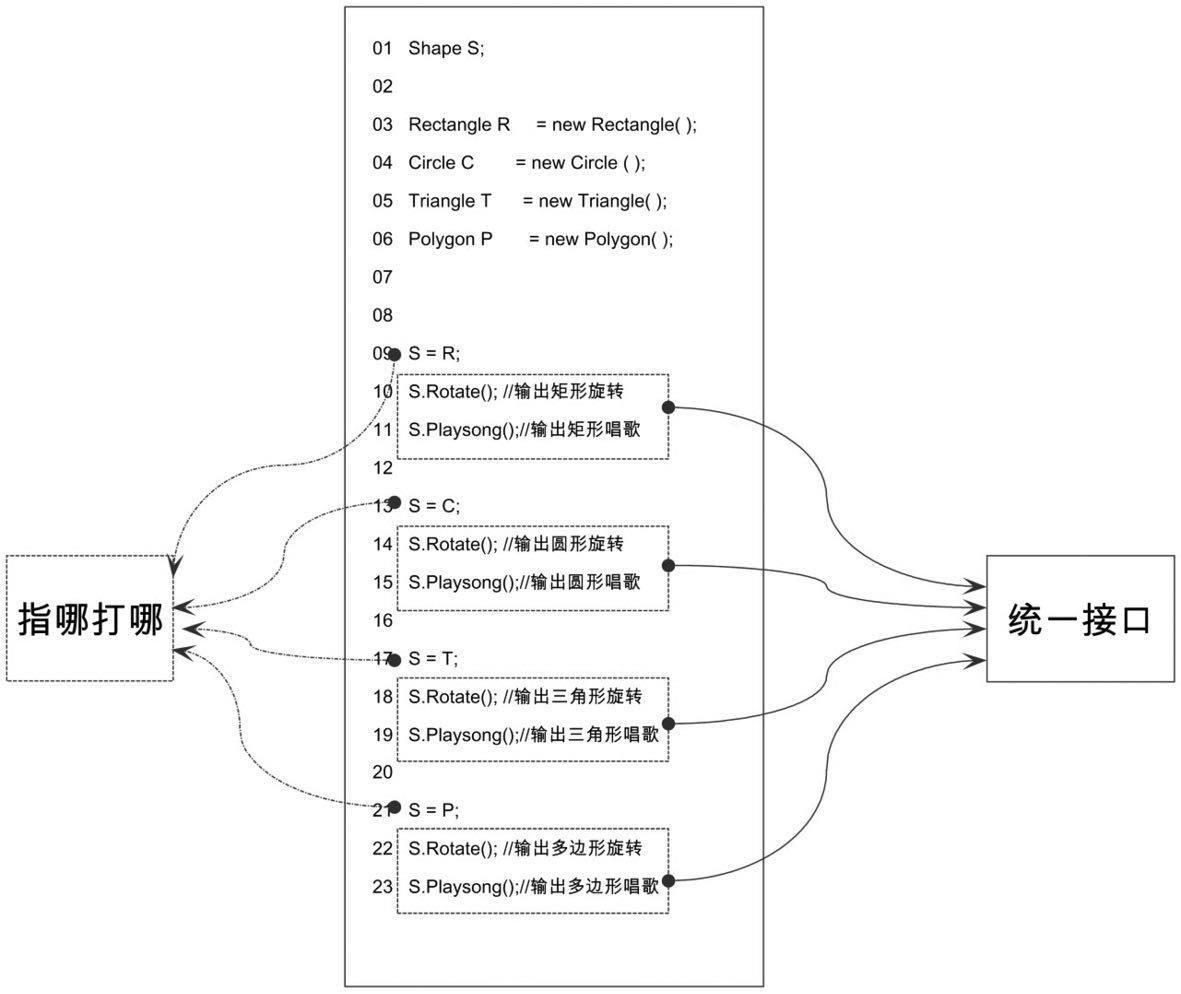 01 Shape S;
02
03 Rectangle R = new Rectangle( );
04 Circle C = new Circle ( );
05 Triangle T = new Triangle( );
06 Polygon P = new Polygon( );
07
08
09 S = R;
10 S.Rotate(); //输出矩形旋转
11 S.Playsong();//输出矩形唱歌
12
13 S = C;
14 S.Rotate(); //输出圆形旋转
15 S.Playsong();//输出圆形唱歌
16
17 S = T;
18 S.Rotate(); //输出三角形旋转
19 S.Playsong();//输出三角形唱歌
20
21 S = P;
22 S.Rotate(); //输出多边形旋转
23 S.Playsong();//输出多边形唱歌
指哪打哪
统一接口